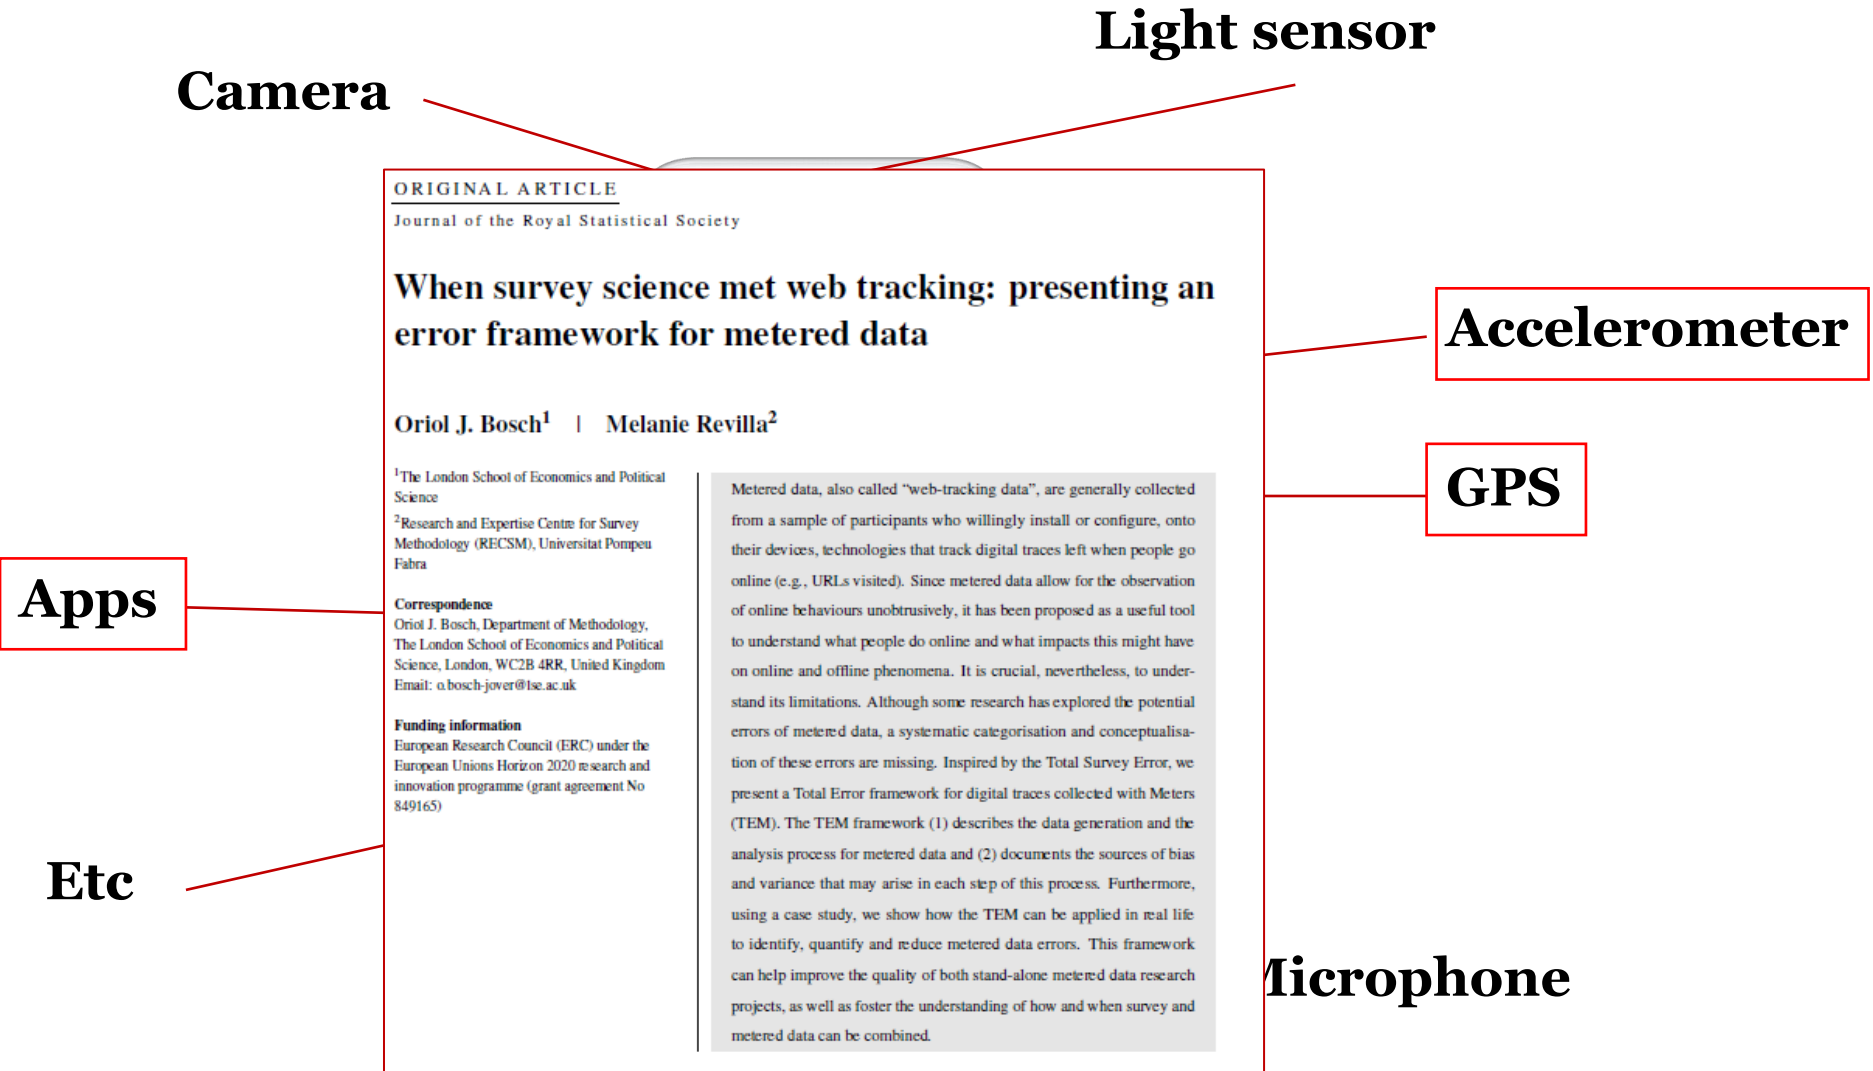 Light sensor
Camera
ORIGINAL ARTICLE
Journal of the Royal Statistical Society
When survey science met web tracking: presenting an
error framework for metered data
Accelerometer
Oriol J. Bosch1 | Melanie Revilla2
GPS
1The London School of Economics and Political
Science
2Research and Expertise Centre for Survey
Methodology (RECSM), Universitat Pompeu
Fabra
Apps
Correspondence
Oriol J. Bosch, Department of Methodology,
The London School of Economics and Political
Science, London, WC2B 4RR, United Kingdom
Email: o.bosch-jover@lse.ac.uk
Funding information
European Research Council (ERC) under the
European Unions Horizon 2020 research and
innovation programme (grant agreement No
849165)
Etc
Metered data, also called “web-tracking data”, are generally collected
from a sample of participants who willingly install or configure, onto
their devices, technologies that track digital traces left when people go
online (e.g., URLs visited). Since metered data allow for the observation
of online behaviours unobtrusively, it has been proposed as a useful tool
to understand what people do online and what impacts this might have
on online and offline phenomena. It is crucial, nevertheless, to under-
stand its limitations. Although some research has explored the potential
errors of metered data, a systematic categorisation and conceptualisa-
tion of these errors are missing. Inspired by the Total Survey Error, we
present a Total Error framework for digital traces collected with Meters
(TEM). The TEM framework (1) describes the data generation and the
analysis process for metered data and (2) documents the sources of bias
and variance that may arise in each step of this process. Furthermore,
using a case study, we show how the TEM can be applied in real life
to identify, quantify and reduce metered data errors. This framework
can help improve the quality of both stand-alone metered data research
projects, as well as foster the understanding of how and when survey and
metered data can be combined.
Microphone